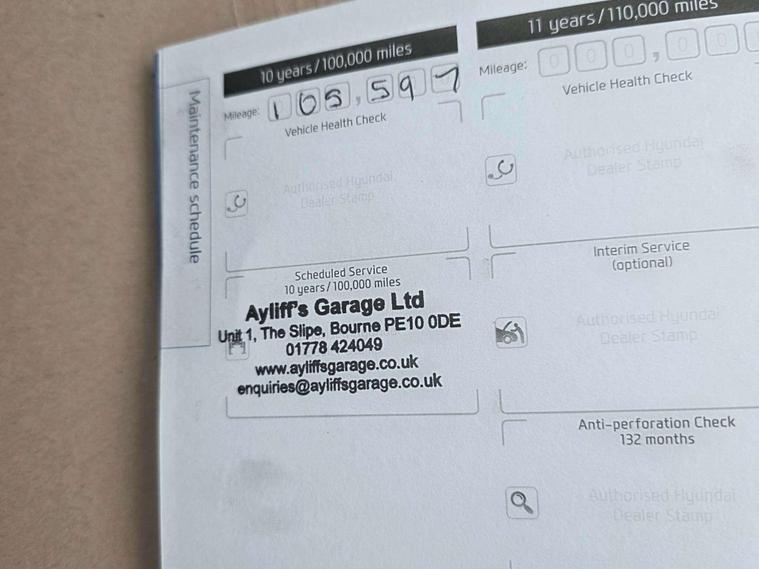 Maintenance schedule
10 years/100,000 miles
Mileage: 105,597
Vehicle Health Check
Authorised Hyundai
Dealer Stamp
Scheduled Service
10 years/100,000 miles
Ayliff's Garage Ltd
Unit 1, The Slipe, Bourne PE10 0DE
01778 424049
www.ayliffsgarage.co.uk
enquiries@ayliffsgarage.co.uk
11 years/110,000 miles
Mileage: 000,00
Vehicle Health Check
Authorised Hyundai
Dealer Stamp
Interim Service
(optional)
Authorised Hyundai
Dealer Stamp
Anti-perforation Check
132 months
Authorised Hyundai
Dealer Stamp